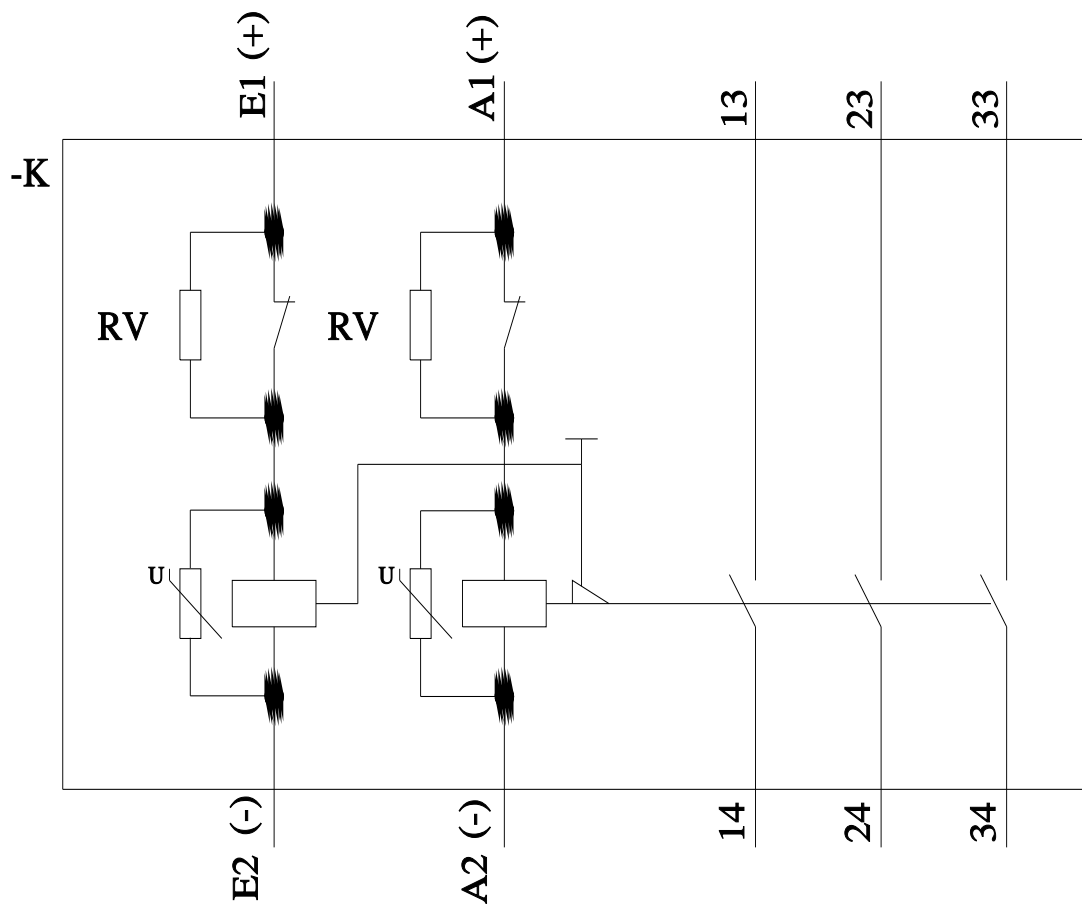 E1 (+)
A1 (+)
13
23
33
-K
RV
RV
U
U
E2 (-)
A2 (-)
14
24
34